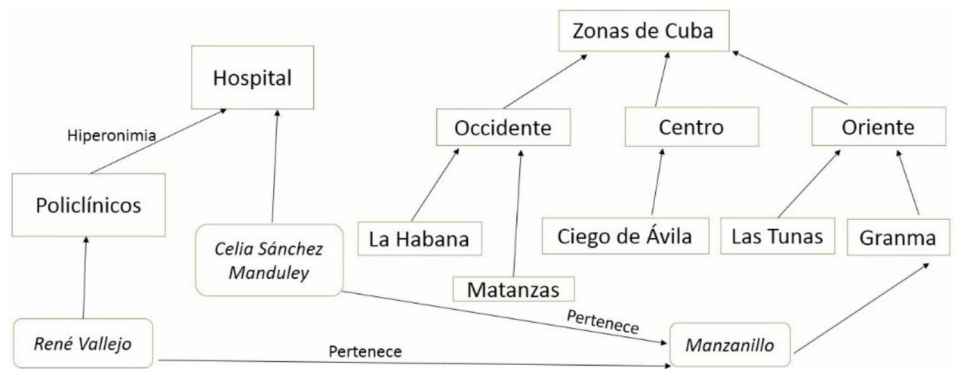 Zonas de Cuba
Hospital
Hiperonimia
Occidente
Centro
Oriente
Policlínicos
La Habana
Ciego de Ávila
Las Tunas
Granma
Celia Sánchez
Manduley
Matanzas
Pertenece
René Vallejo
Manzanillo
Pertenece